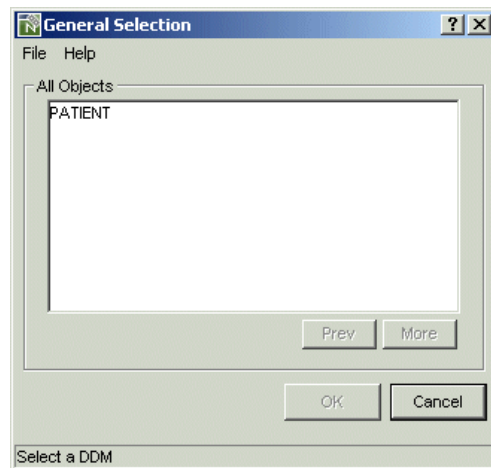 General Selection
File Help
All Objects
PATIENT
Prev More
OK Cancel
Select a DDM